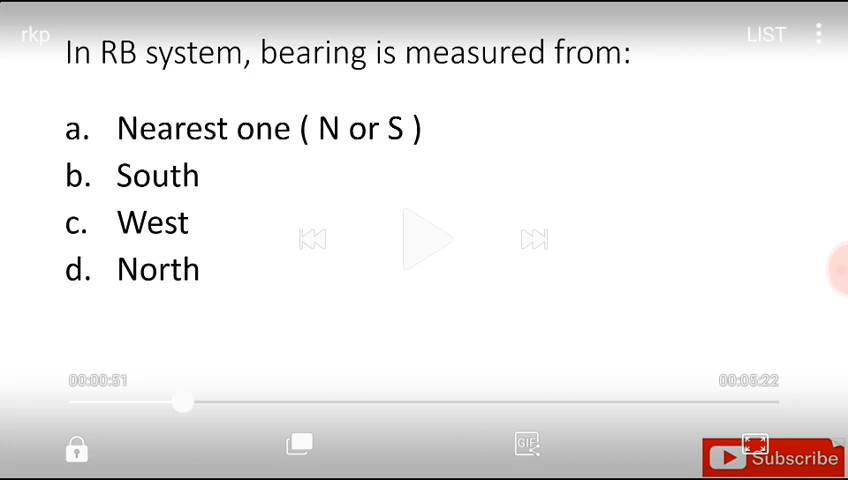 rkp
LIST
In RB system, bearing is measured from:
a. Nearest one ( N or S )
b. South
c. West
d. North
00:00:51
00:05:22
GIF
Subscribe